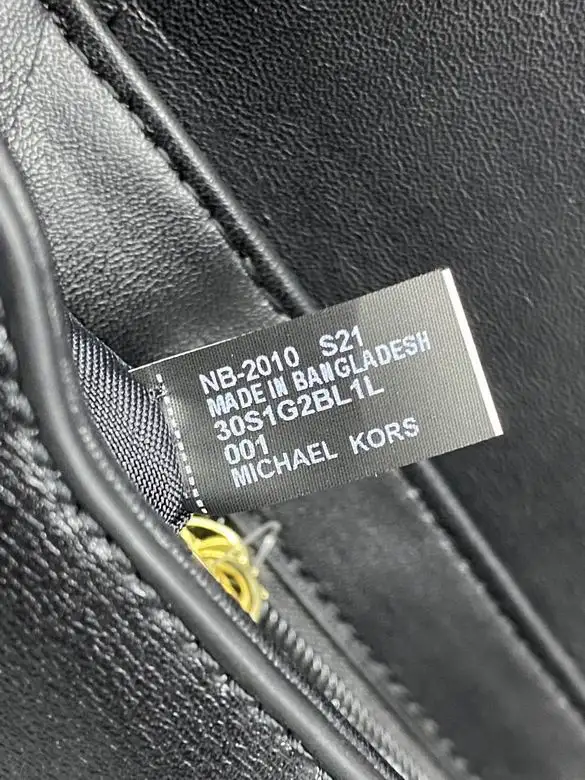 NB-2010 S21
MADE IN BANGLADESH
30S1G2BL1L
001
MICHAEL KORS